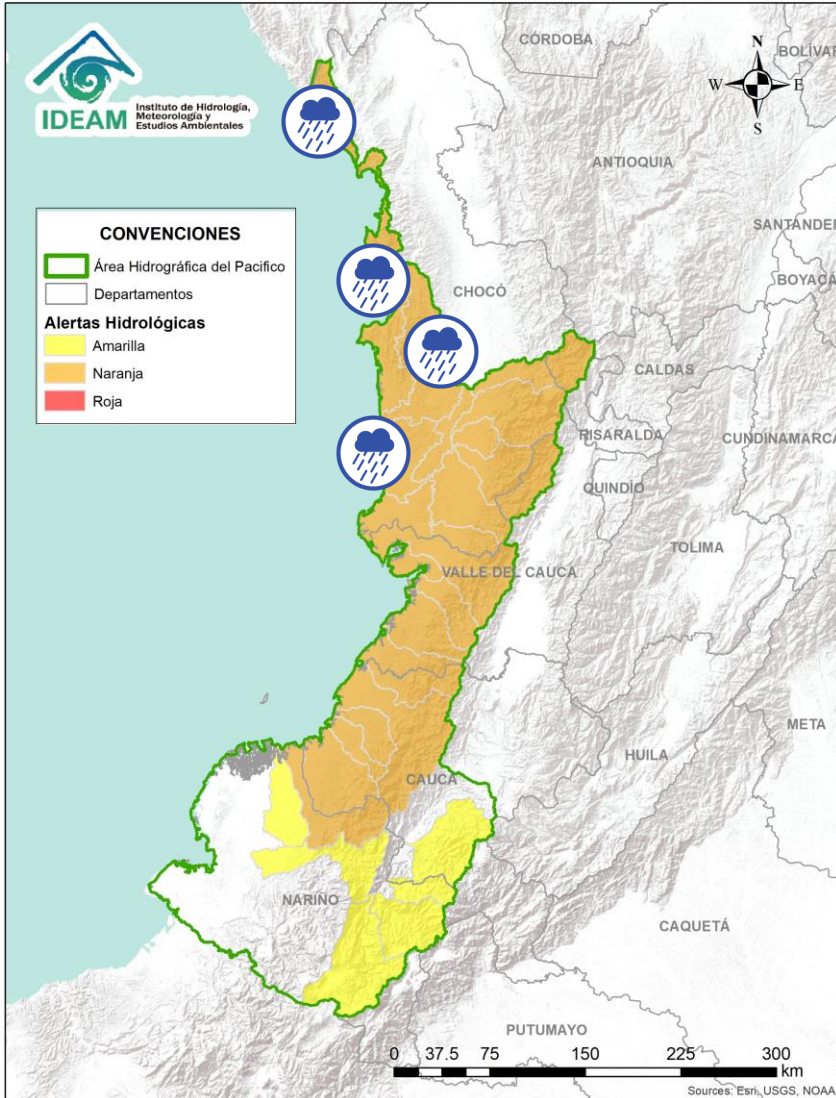 IDEAM
Instituto de Hidrología,
Meteorología y
Estudios Ambientales
CÓRDOBA
BOLÍVAR
N
W
E
S
ANTIOQUIA
SANTANDER
BOYACÁ
CONVENCIONES
Área Hidrográfica del Pacifico
Departamentos
Alertas Hidrológicas
Amarilla
Naranja
Roja
CHOCÓ
CALDAS
RISARALDA
CUNDINAMARCA
QUINDÍO
TOLIMA
VALLE DEL CAUCA
META
HUILA
CAUCA
NARIÑO
CAQUETÁ
PUTUMAYO
0 37.5 75 150 225 300
km
Sources: Esri, USGS, NOAA